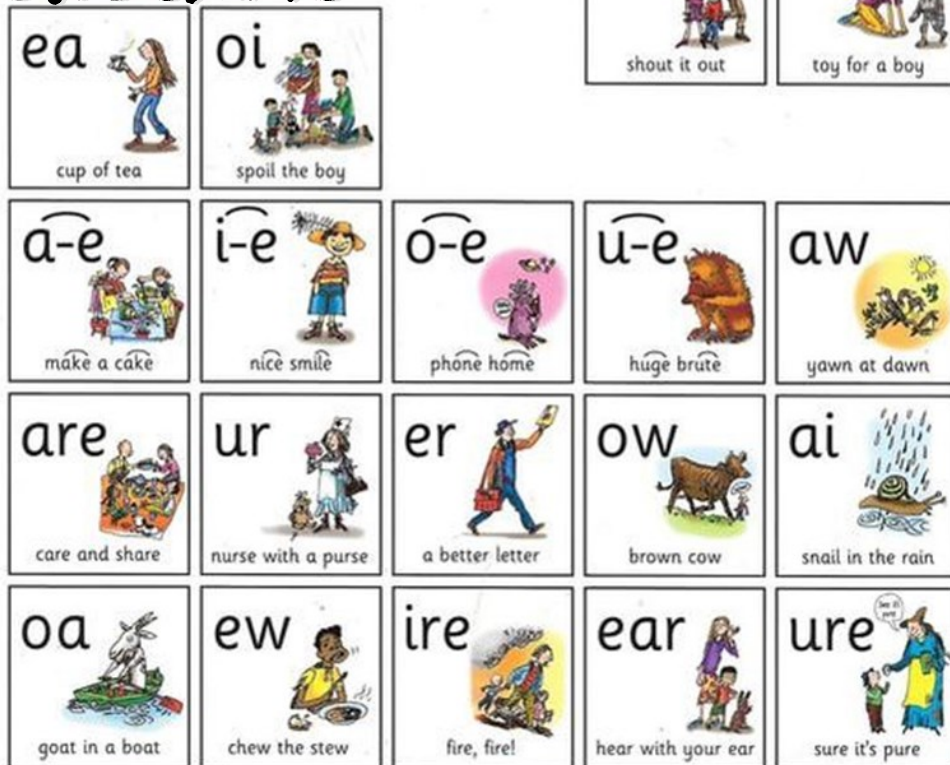 ea
cup of tea
oi
spoil the boy
shout it out
toy for a boy
a-e
make a cake
i-e
nice smile
o-e
phone home
u-e
huge brute
aw
yawn at dawn
are
care and share
ur
nurse with a purse
er
a better letter
ow
brown cow
ai
snail in the rain
oa
goat in a boat
ew
chew the stew
ire
fire, fire!
ear
hear with your ear
ure
sure it's pure